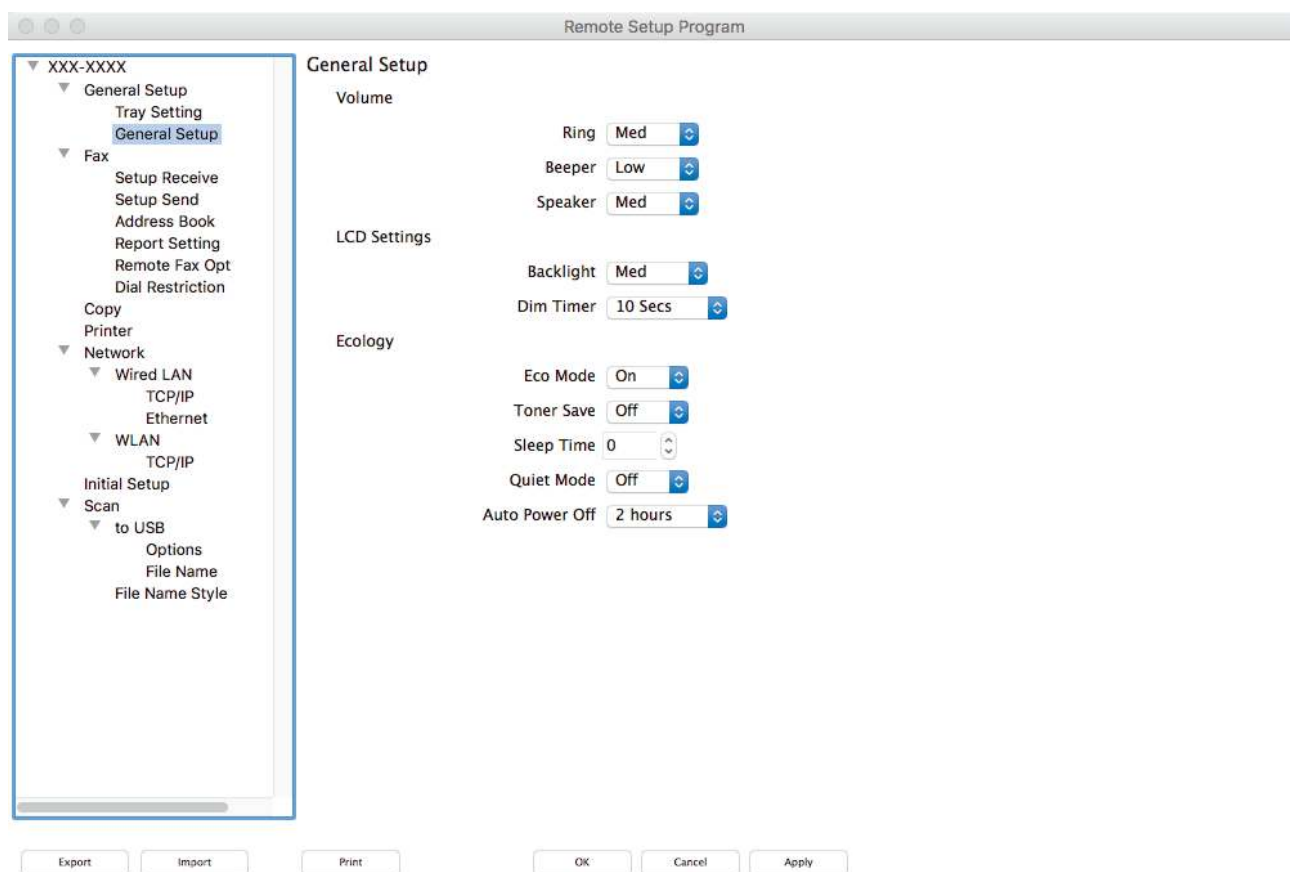 Remote Setup Program
XXX-XXXX
General Setup
Tray Setting
General Setup
Fax
Setup Receive
Setup Send
Address Book
Report Setting
Remote Fax Opt
Dial Restriction
Copy
Printer
Network
Wired LAN
TCP/IP
Ethernet
WLAN
TCP/IP
Initial Setup
Scan
to USB
Options
File Name
File Name Style
General Setup
Volume
Ring Med
Beeper Low
Speaker Med
LCD Settings
Backlight Med
Dim Timer 10 Secs
Ecology
Eco Mode On
Toner Save Off
Sleep Time 0
Quiet Mode Off
Auto Power Off 2 hours
Export Import Print OK Cancel Apply